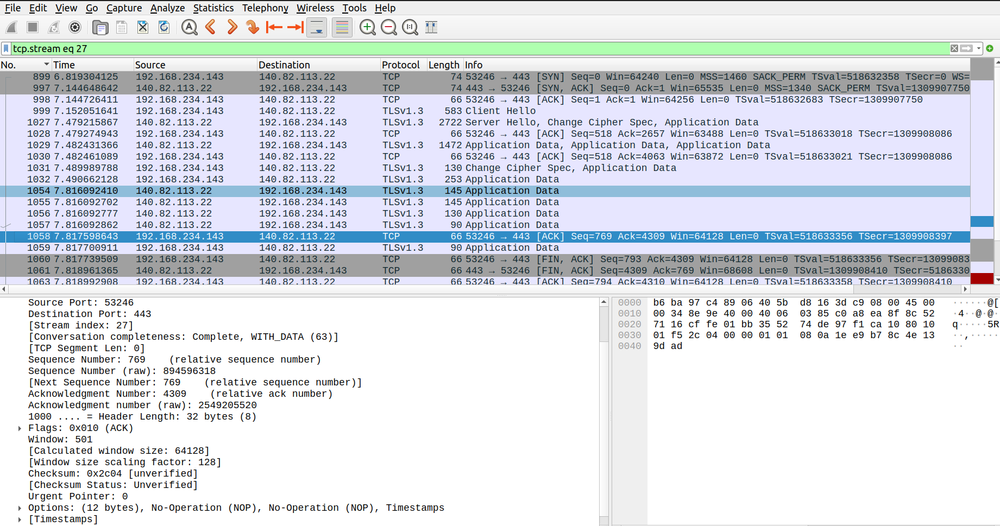 File Edit View Go Capture Analyze Statistics Telephony Wireless Tools Help
tcp.stream eq 27
No. Time Source Destination Protocol Length Info
899 6.819304125 192.168.234.143 140.82.113.22 TCP 74 53246 → 443 [SYN] Seq=0 Win=64240 Len=0 MSS=1460 SACK_PERM TSval=518632358 TSecr=0 WS=
997 7.144648642 140.82.113.22 192.168.234.143 TCP 74 443 → 53246 [SYN, ACK] Seq=0 Ack=1 Win=65535 Len=0 MSS=1340 SACK_PERM TSval=1309907750
998 7.144726411 192.168.234.143 140.82.113.22 TCP 66 53246 → 443 [ACK] Seq=1 Ack=1 Win=64256 Len=0 TSval=518632683 TSecr=1309907750
999 7.152051641 192.168.234.143 140.82.113.22 TLSv1.3 583 Client Hello
1027 7.479215867 140.82.113.22 192.168.234.143 TLSv1.3 2722 Server Hello, Change Cipher Spec, Application Data
1028 7.479274943 192.168.234.143 140.82.113.22 TCP 66 53246 → 443 [ACK] Seq=518 Ack=2657 Win=63488 Len=0 TSval=518633018 TSecr=1309908086
1029 7.482431366 140.82.113.22 192.168.234.143 TLSv1.3 1472 Application Data, Application Data, Application Data
1030 7.482461089 192.168.234.143 140.82.113.22 TCP 66 53246 → 443 [ACK] Seq=518 Ack=4063 Win=63872 Len=0 TSval=518633021 TSecr=1309908086
1031 7.489989788 192.168.234.143 140.82.113.22 TLSv1.3 130 Change Cipher Spec, Application Data
1032 7.490662128 192.168.234.143 140.82.113.22 TLSv1.3 253 Application Data
1054 7.816092410 140.82.113.22 192.168.234.143 TLSv1.3 145 Application Data
1055 7.816092702 140.82.113.22 192.168.234.143 TLSv1.3 145 Application Data
1056 7.816092777 140.82.113.22 192.168.234.143 TLSv1.3 130 Application Data
1057 7.816092862 140.82.113.22 192.168.234.143 TLSv1.3 90 Application Data
1058 7.817598643 192.168.234.143 140.82.113.22 TCP 66 53246 → 443 [ACK] Seq=769 Ack=4309 Win=64128 Len=0 TSval=518633356 TSecr=1309908397
1059 7.817700911 192.168.234.143 140.82.113.22 TLSv1.3 90 Application Data
1060 7.817739509 192.168.234.143 140.82.113.22 TCP 66 53246 → 443 [FIN, ACK] Seq=793 Ack=4309 Win=64128 Len=0 TSval=518633356 TSecr=13099083
1061 7.818961365 140.82.113.22 192.168.234.143 TCP 66 443 → 53246 [FIN, ACK] Seq=4309 Ack=769 Win=68608 Len=0 TSval=1309908410 TSecr=5186330
1063 7.818992908 192.168.234.143 140.82.113.22 TCP 66 53246 → 443 [ACK] Seq=794 Ack=4310 Win=64128 Len=0 TSval=518633358 TSecr=1309908410
Source Port: 53246
Destination Port: 443
[Stream index: 27]
[Conversation completeness: Complete, WITH_DATA (63)]
[TCP Segment Len: 0]
Sequence Number: 769 (relative sequence number)
Sequence Number (raw): 894596318
[Next Sequence Number: 769 (relative sequence number)]
Acknowledgment Number: 4309 (relative ack number)
Acknowledgment number (raw): 2549205520
1000 .... = Header Length: 32 bytes (8)
Flags: 0x010 (ACK)
Window: 501
[Calculated window size: 64128]
[Window size scaling factor: 128]
Checksum: 0x2c04 [unverified]
[Checksum Status: Unverified]
Urgent Pointer: 0
Options: (12 bytes), No-Operation (NOP), No-Operation (NOP), Timestamps
[Timestamps]
0000 b6 ba 97 c4 89 06 40 5b d8 16 3d c9 08 00 45 00 ······@[
0010 00 34 8e 9e 40 00 40 06 03 85 c0 a8 ea 8f 8c 52 ·4··@·@·
0020 71 16 cf fe 01 bb 35 52 74 de 97 f1 ca 10 80 10 q·····5R
0030 01 f5 2c 04 00 00 01 01 08 0a 1e e9 b7 8c 4e 13 ··,·····
0040 9d ad ··